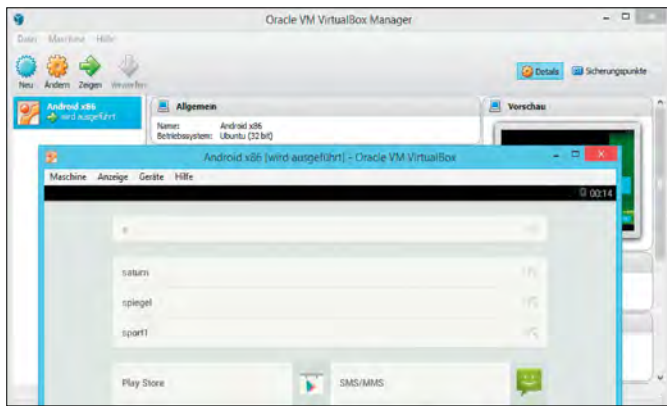 Oracle VM VirtualBox Manager
Datei Maschine Hilfe
Neu Ändern Zeigen Verwerfen
Details Sicherungspunkte
Android x86
wird ausgeführt
Allgemein
Name: Android x86
Betriebssystem: Ubuntu (32 bit)
Vorschau
Android x86 [wird ausgeführt] - Oracle VM VirtualBox
Maschine Anzeige Geräte Hilfe
00:14
s
saturn
spiegel
sport1
Play Store
SMS/MMS